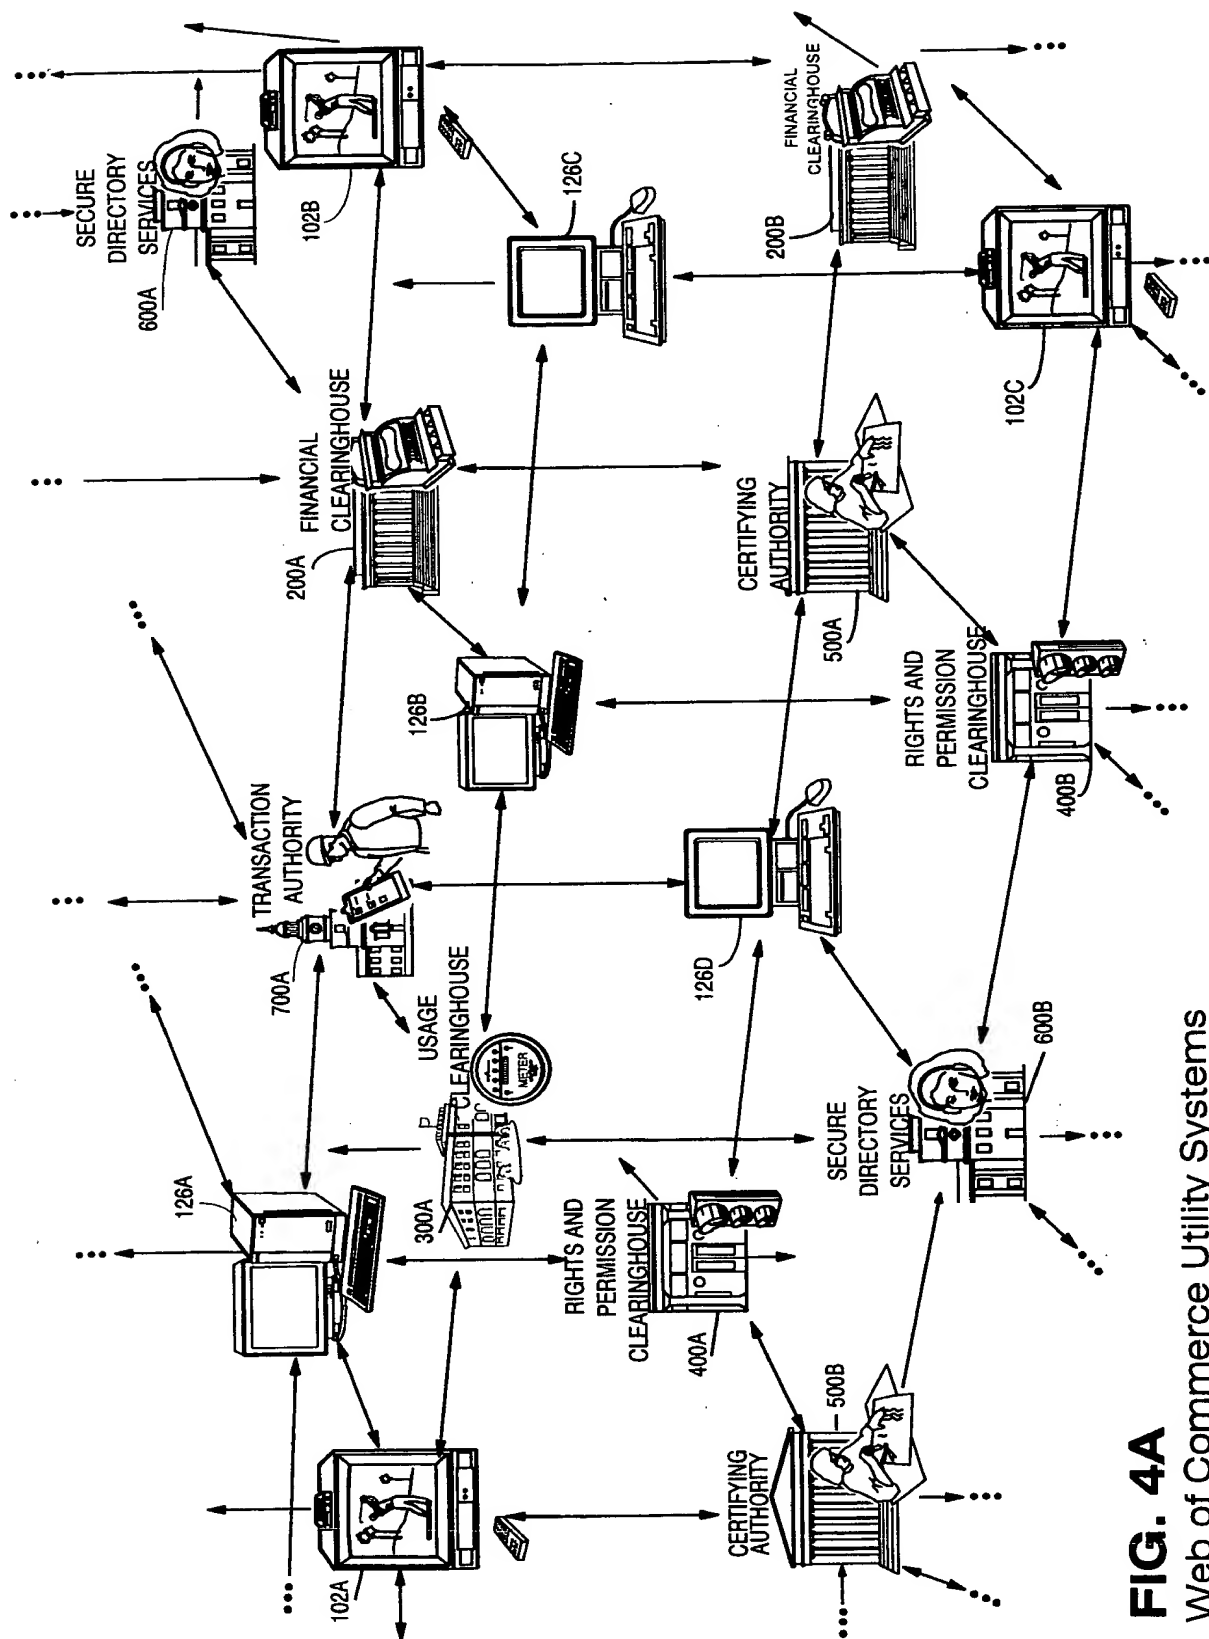 102A
126A
300A
USAGE
CLEARINGHOUSE
METER
700A
TRANSACTION
AUTHORITY
126B
200A
FINANCIAL
CLEARINGHOUSE
600A
SECURE
DIRECTORY
SERVICES
102B
126C
CERTIFYING
AUTHORITY
500B
RIGHTS AND
PERMISSION
CLEARINGHOUSE
400A
SECURE
DIRECTORY
SERVICES
600B
126D
RIGHTS AND
PERMISSION
CLEARINGHOUSE
400B
CERTIFYING
AUTHORITY
500A
FINANCIAL
CLEARINGHOUSE
200B
102C
FIG. 4A
Web of Commerce Utility Systems